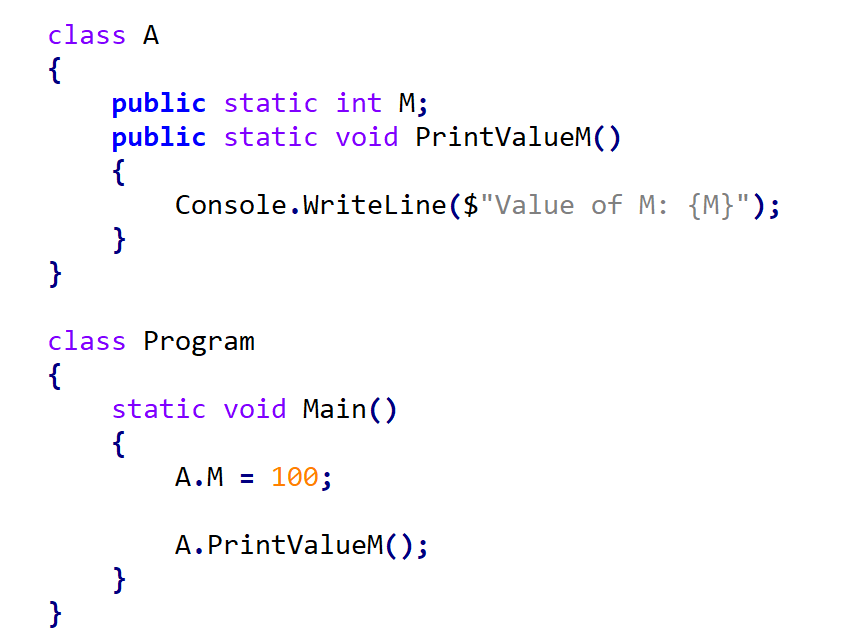 class A
{
    public static int M;
    public static void PrintValueM()
    {
        Console.WriteLine($"Value of M: {M}");
    }
}

class Program
{
    static void Main()
    {
        A.M = 100;

        A.PrintValueM();
    }
}